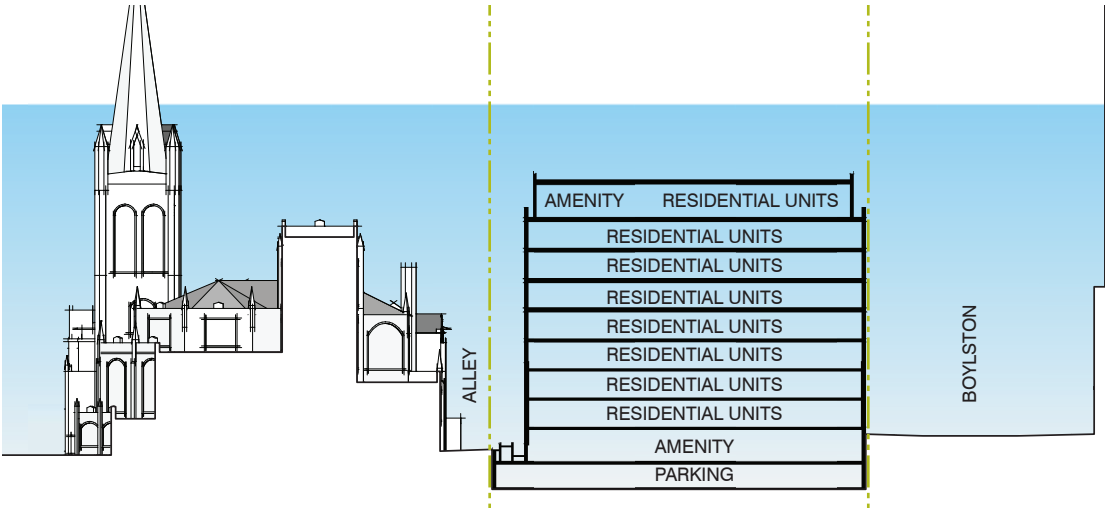 AMENITY RESIDENTIAL UNITS
RESIDENTIAL UNITS
RESIDENTIAL UNITS
RESIDENTIAL UNITS
RESIDENTIAL UNITS
RESIDENTIAL UNITS
RESIDENTIAL UNITS
RESIDENTIAL UNITS
AMENITY
PARKING
ALLEY
BOYLSTON